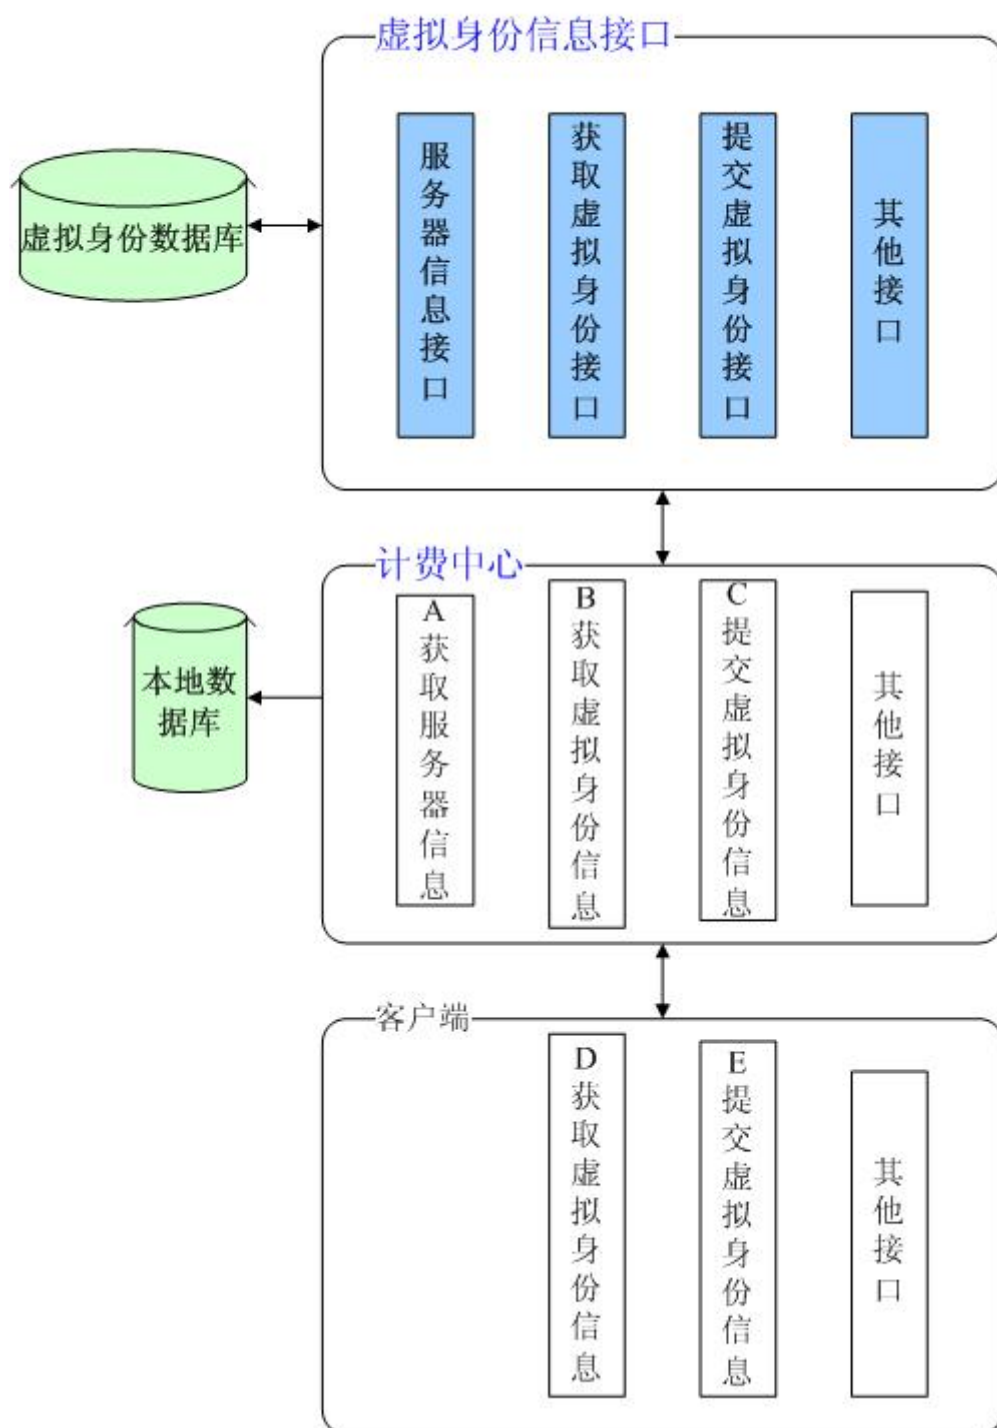 虚拟身份信息接口
虚拟身份数据库
服务器信息接口
获取虚拟身份接口
提交虚拟身份接口
其他接口
计费中心
本地数
据库
A获取服务器信息
B获取虚拟身份信息
C提交虚拟身份信息
其他接口
客户端
D获取虚拟身份信息
E提交虚拟身份信息
其他接口